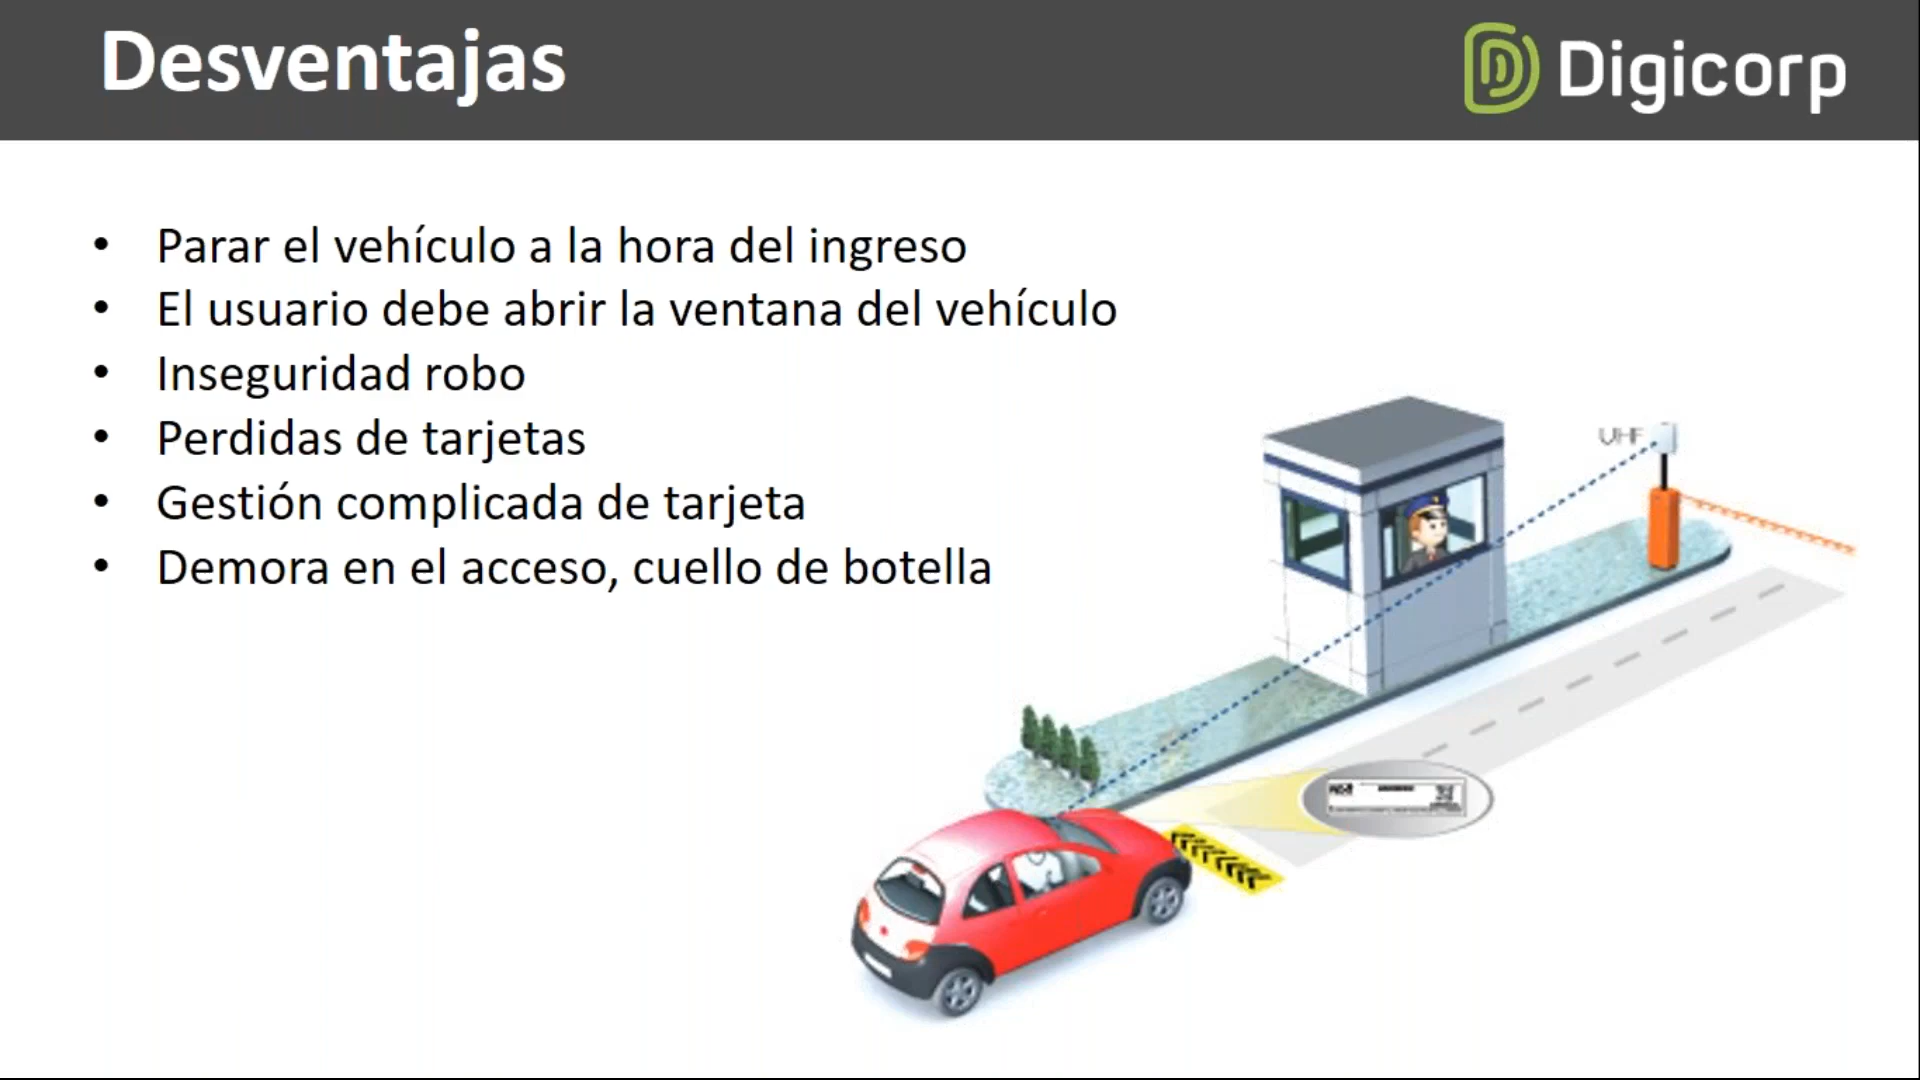 Desventajas
Digicorp
• Parar el vehículo a la hora del ingreso
• El usuario debe abrir la ventana del vehículo
• Inseguridad robo
• Perdidas de tarjetas
• Gestión complicada de tarjeta
• Demora en el acceso, cuello de botella
UHF